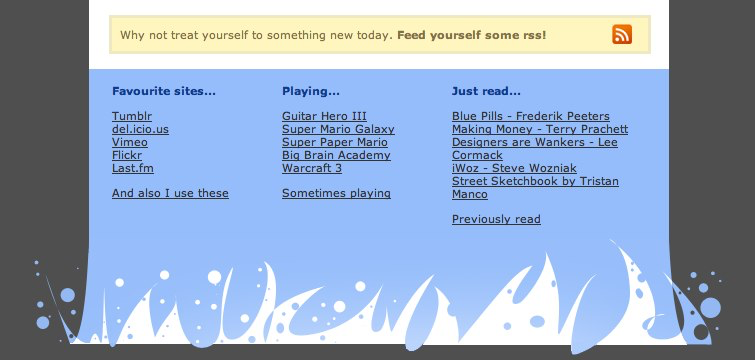 Why not treat yourself to something new today. Feed yourself some rss!
Favourite sites...
Tumblr
del.icio.us
Vimeo
Flickr
Last.fm
And also I use these
Playing...
Guitar Hero III
Super Mario Galaxy
Super Paper Mario
Big Brain Academy
Warcraft 3
Sometimes playing
Just read...
Blue Pills - Frederik Peeters
Making Money - Terry Prachett
Designers are Wankers - Lee
Cormack
iWoz - Steve Wozniak
Street Sketchbook by Tristan
Manco
Previously read